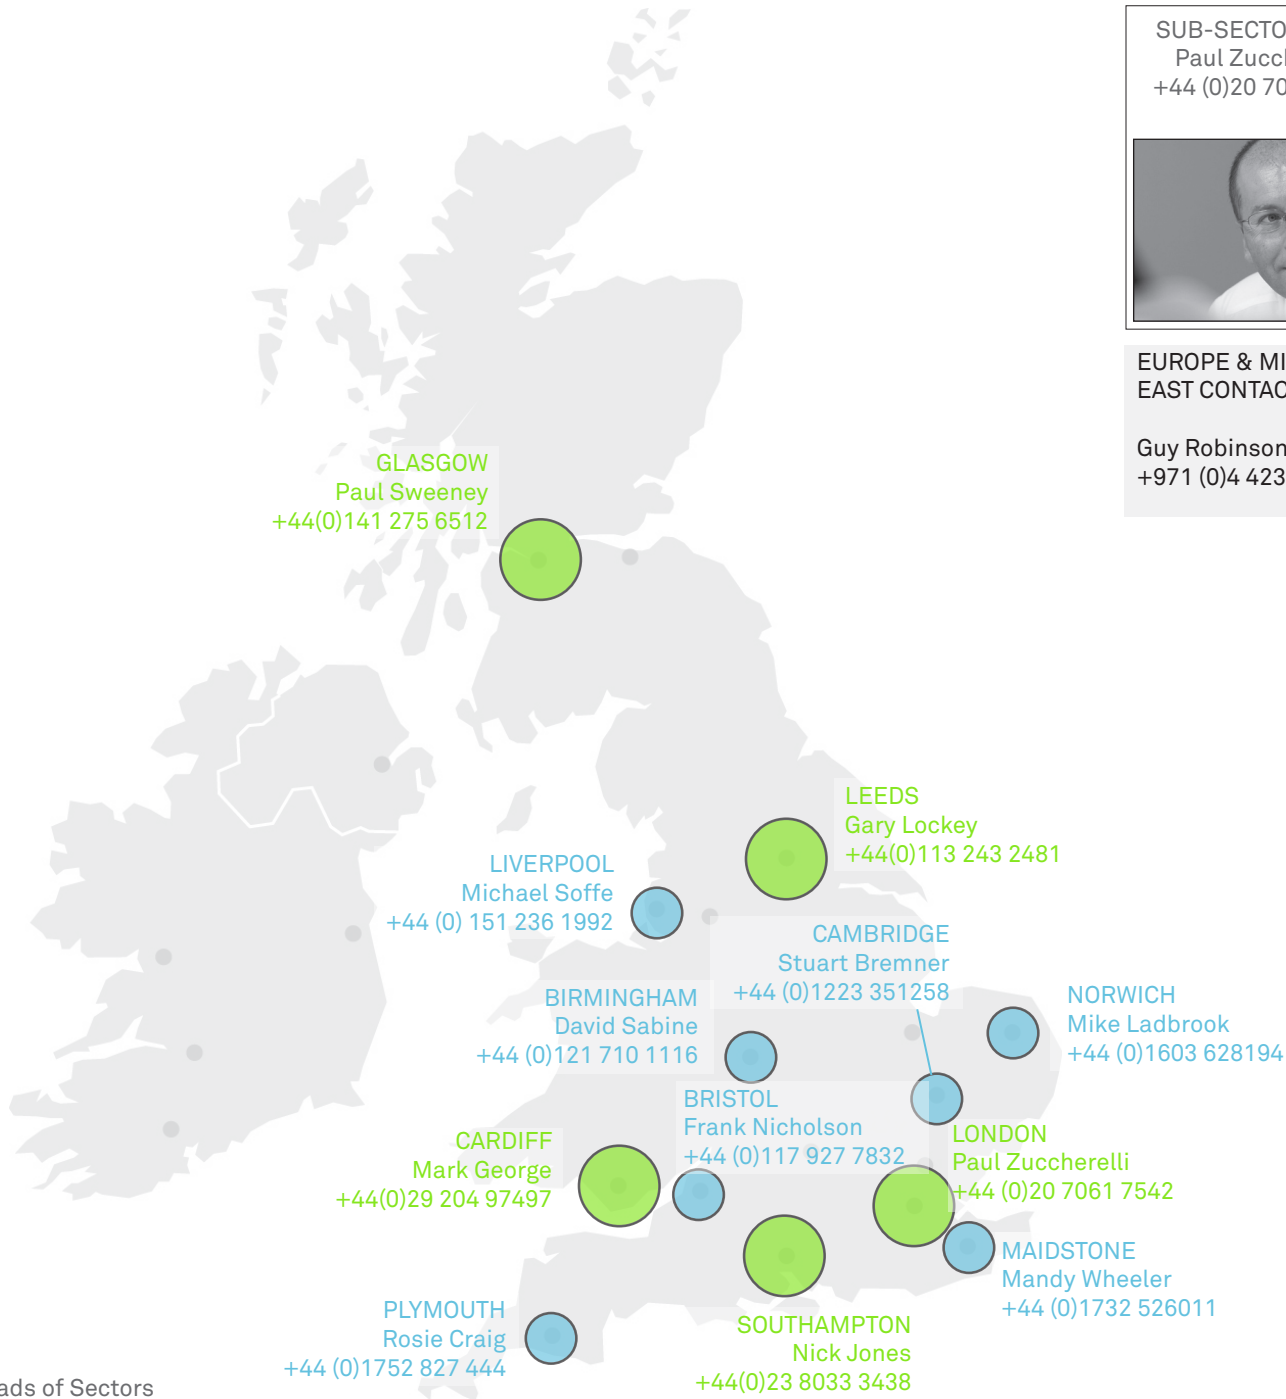 SUB-SECTO
Paul Zucc
+44 (0)20 70
EUROPE & MI
EAST CONTAC
Guy Robinson
+971 (0)4 423
GLASGOW
Paul Sweeney
+44(0)141 275 6512
LEEDS
Gary Lockey
+44(0)113 243 2481
LIVERPOOL
Michael Soffe
+44 (0) 151 236 1992
CAMBRIDGE
Stuart Bremner
+44 (0)1223 351258
BIRMINGHAM
David Sabine
+44 (0)121 710 1116
NORWICH
Mike Ladbrook
+44 (0)1603 628194
BRISTOL
Frank Nicholson
+44 (0)117 927 7832
CARDIFF
Mark George
+44(0)29 204 97497
LONDON
Paul Zuccherelli
+44 (0)20 7061 7542
MAIDSTONE
Mandy Wheeler
+44 (0)1732 526011
PLYMOUTH
Rosie Craig
+44 (0)1752 827 444
SOUTHAMPTON
Nick Jones
+44(0)23 8033 3438
ads of Sectors